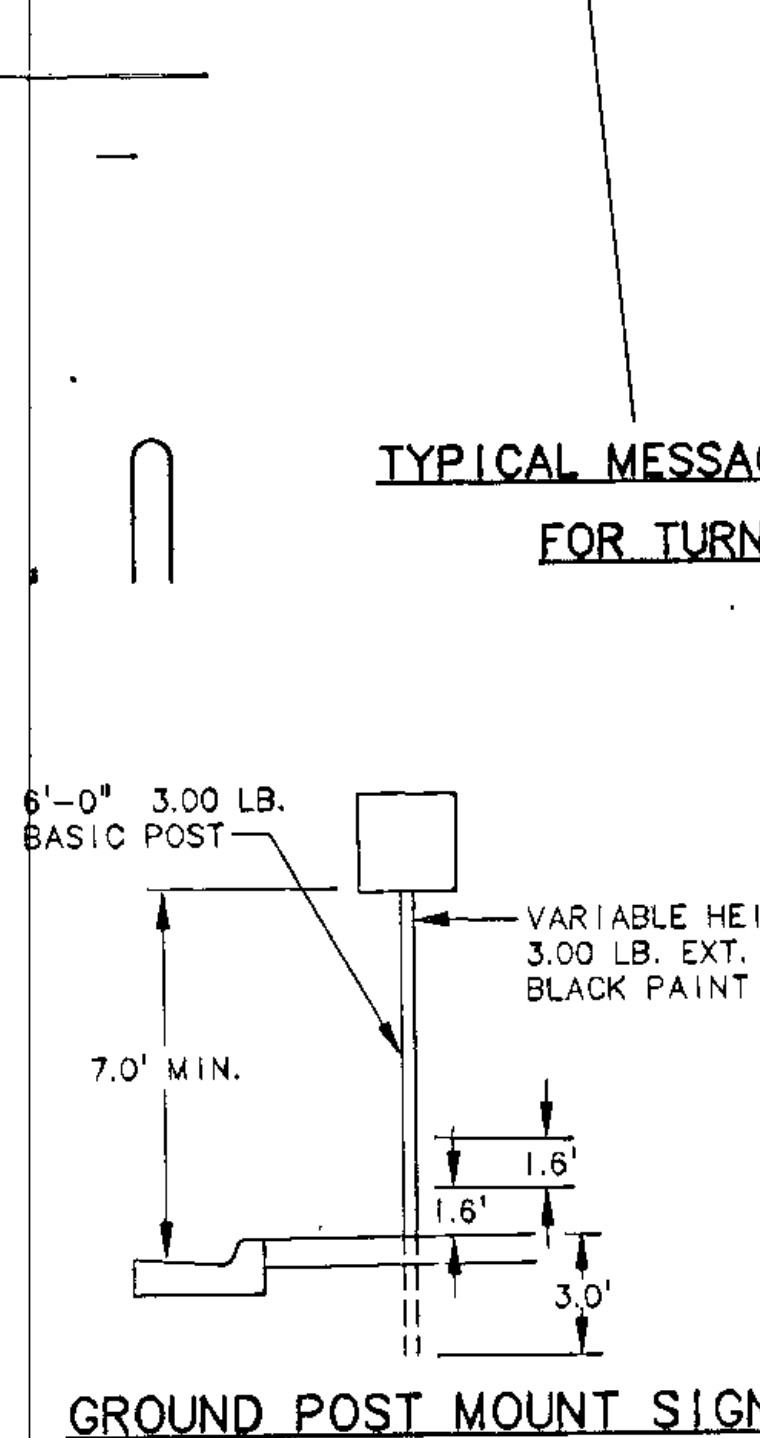 TYPICAL MESSAG
FOR TURN
6'-0" 3.00 LB.
BASIC POST
VARIABLE HEI
3.00 LB. EXT.
BLACK PAINT
7.0' MIN.
1.6'
1.6'
3.0'
GROUND POST MOUNT SIGN